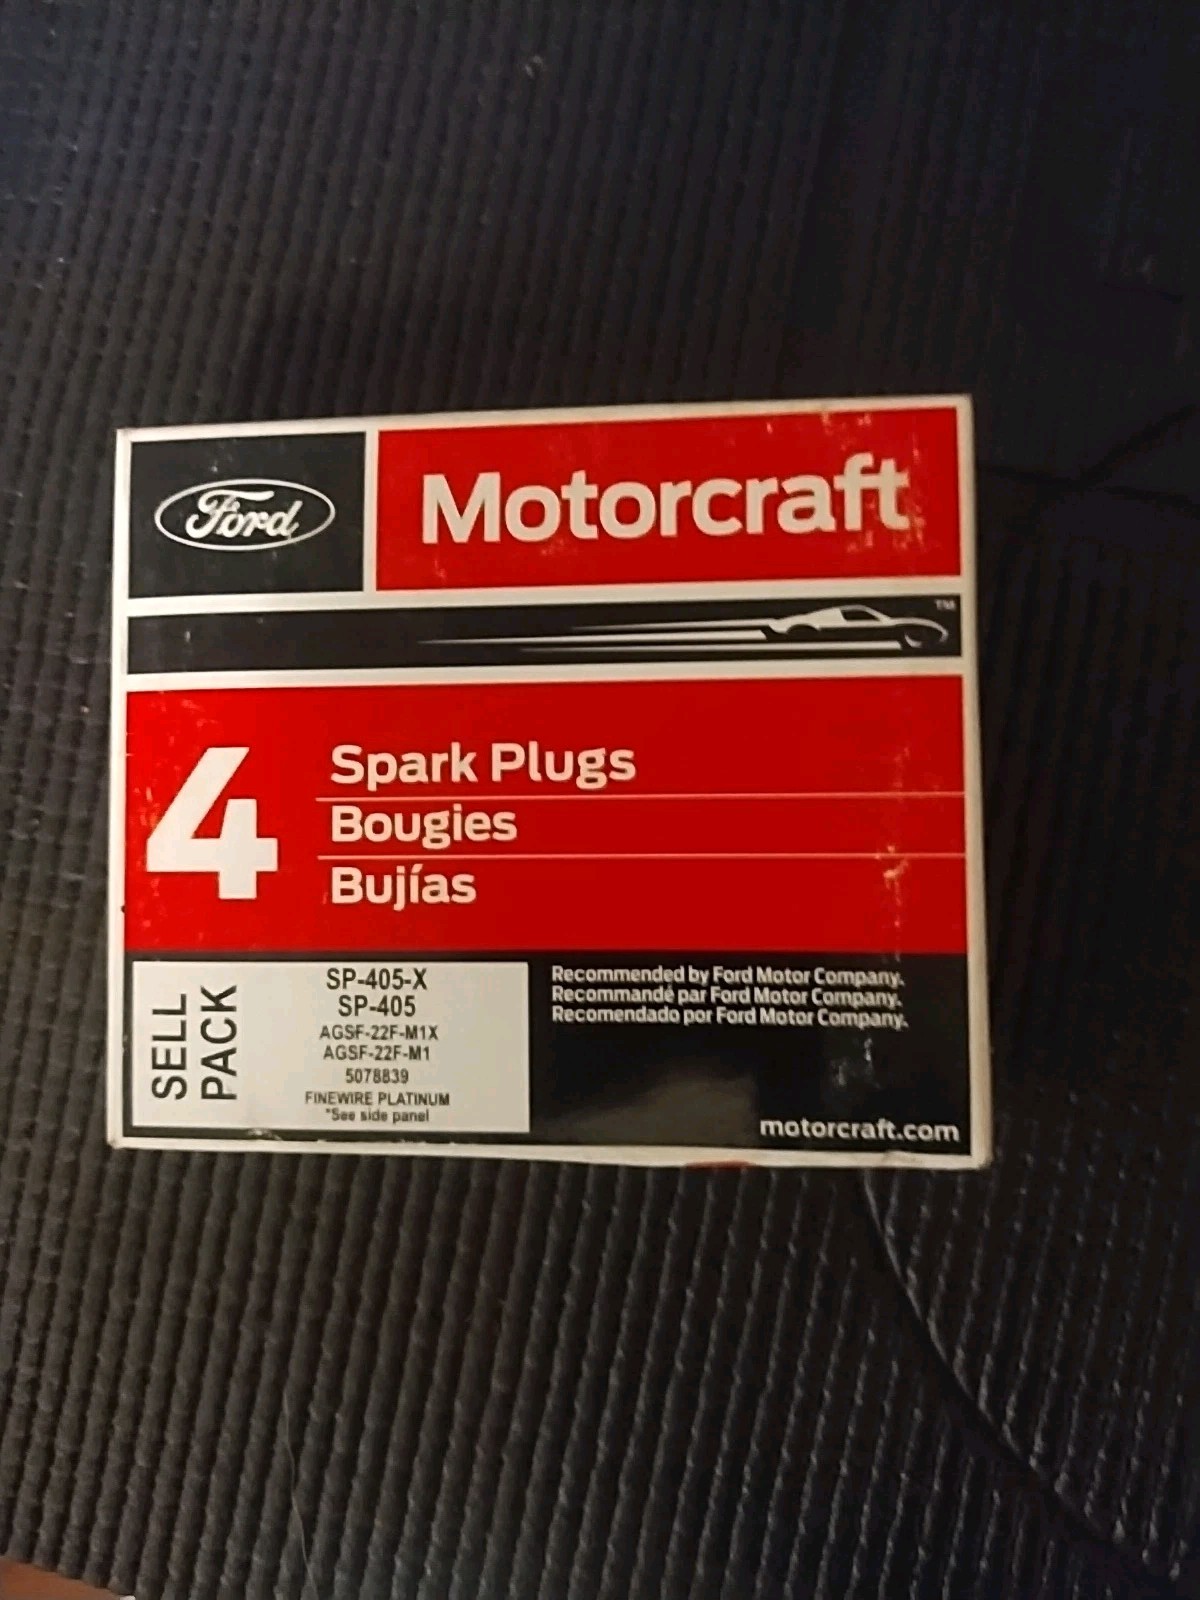 Ford
Motorcraft
TM
4
Spark Plugs
Bougies
Bujías
SELL
PACK
SP-405-X
SP-405
AGSF-22F-M1X
AGSF-22F-M1
5078839
FINEWIRE PLATINUM
*See side panel
Recommended by Ford Motor Company.
Recommandé par Ford Motor Company.
Recomendado por Ford Motor Company.
motorcraft.com